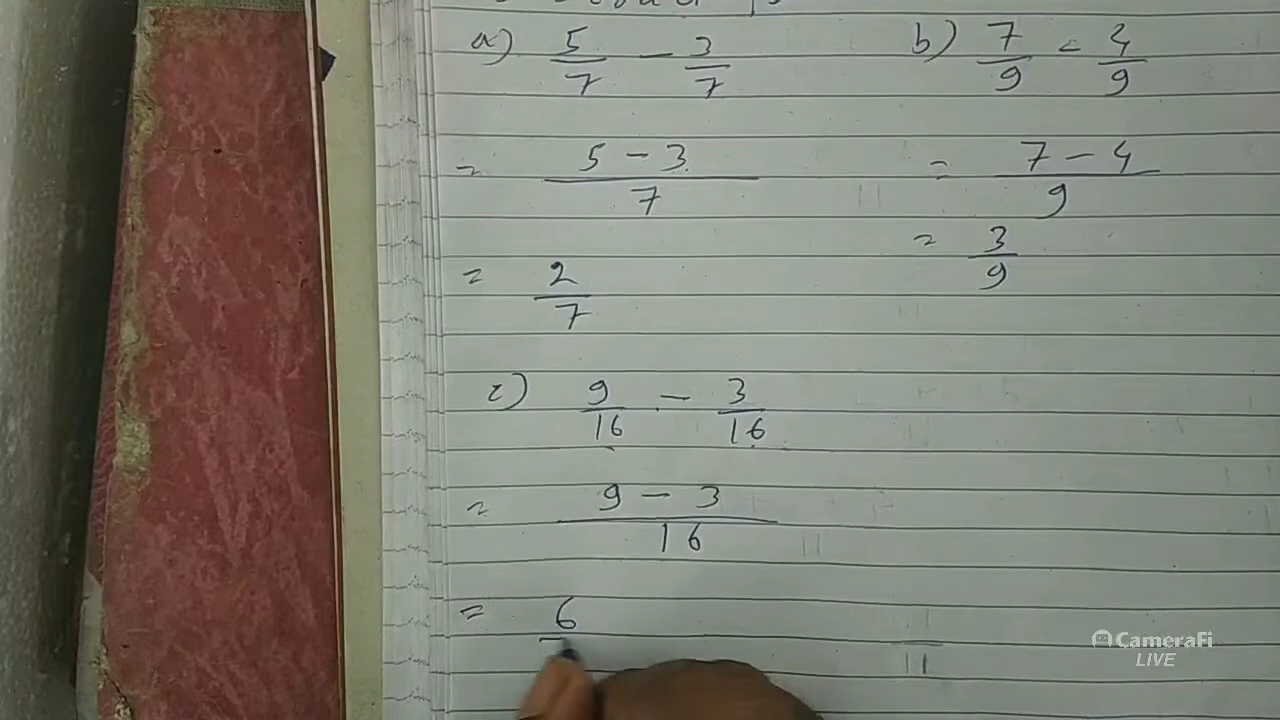 a) 5/7 - 3/7
= 5 - 3 / 7
= 2/7
b) 7/9 - 4/9
= 7 - 4 / 9
= 3/9
c) 9/16 - 3/16
= 9 - 3 / 16
= 6
CameraFi
LIVE